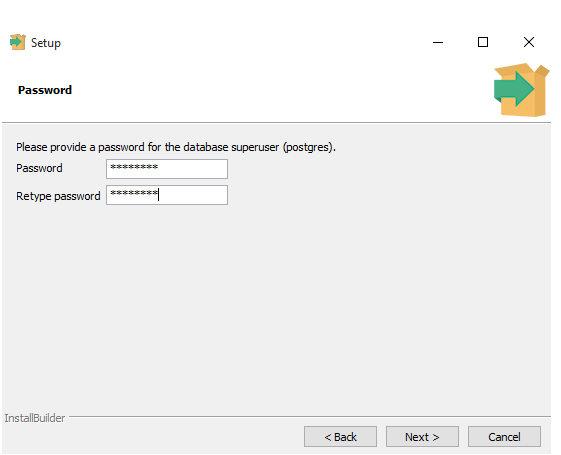 Setup
Password
Please provide a password for the database superuser (postgres).
Password ********
Retype password ********
InstallBuilder
< Back Next > Cancel